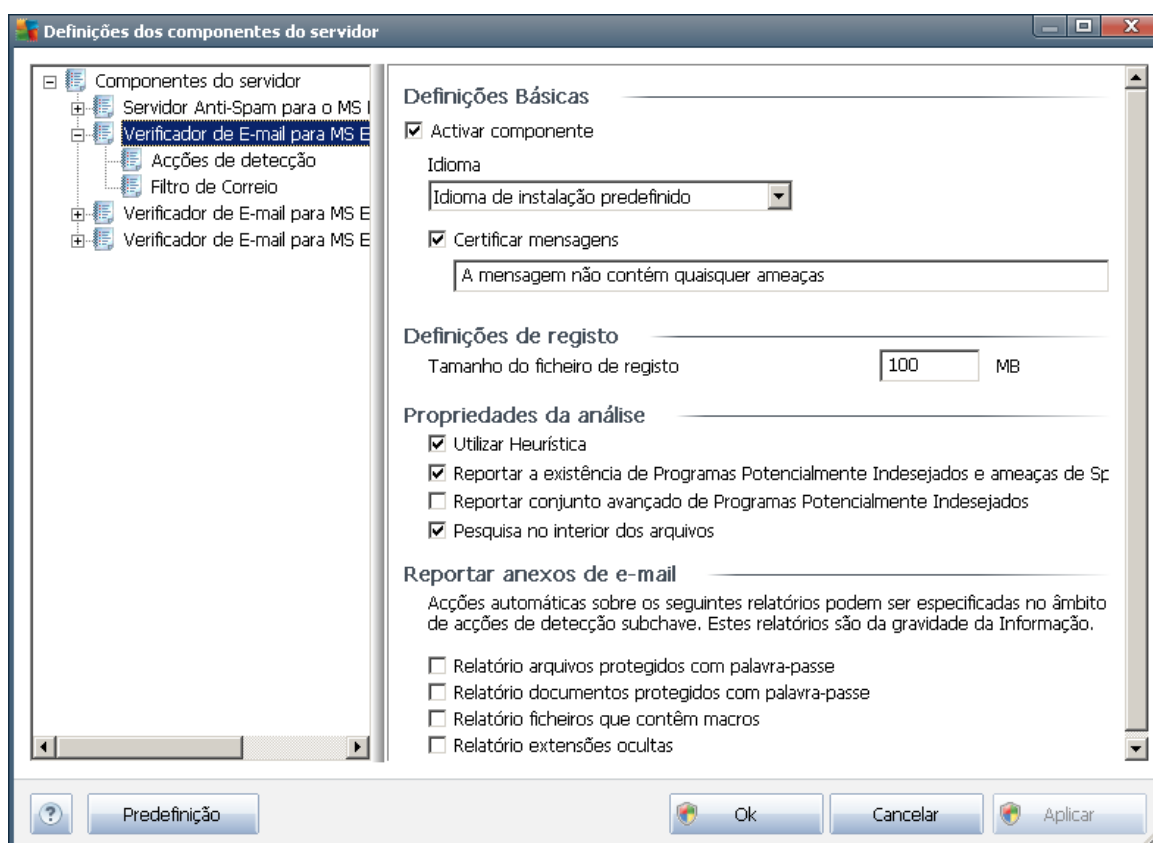 Definições dos componentes do servidor
Componentes do servidor
Servidor Anti-Spam para o MS
Verificador de E-mail para MS E
Acções de detecção
Filtro de Correio
Verificador de E-mail para MS E
Verificador de E-mail para MS E
Definições Básicas
Activar componente
Idioma
Idioma de instalação predefinido
Certificar mensagens
A mensagem não contém quaisquer ameaças
Definições de registo
Tamanho do ficheiro de registo 100 MB
Propriedades da análise
Utilizar Heurística
Reportar a existência de Programas Potencialmente Indesejados e ameaças de Sp
Reportar conjunto avançado de Programas Potencialmente Indesejados
Pesquisa no interior dos arquivos
Reportar anexos de e-mail
Acções automáticas sobre os seguintes relatórios podem ser especificadas no âmbito
de acções de detecção subchave. Estes relatórios são da gravidade da Informação.
Relatório arquivos protegidos com palavra-passe
Relatório documentos protegidos com palavra-passe
Relatório ficheiros que contêm macros
Relatório extensões ocultas
? Predefinição Ok Cancelar Aplicar